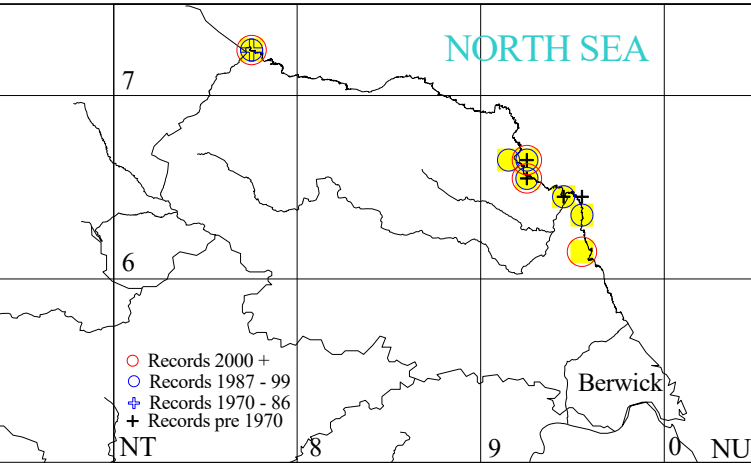 NORTH SEA
7
6
Records 2000 +
Records 1987 - 99
Records 1970 - 86
Records pre 1970
Berwick
NT 8 9 0 NU